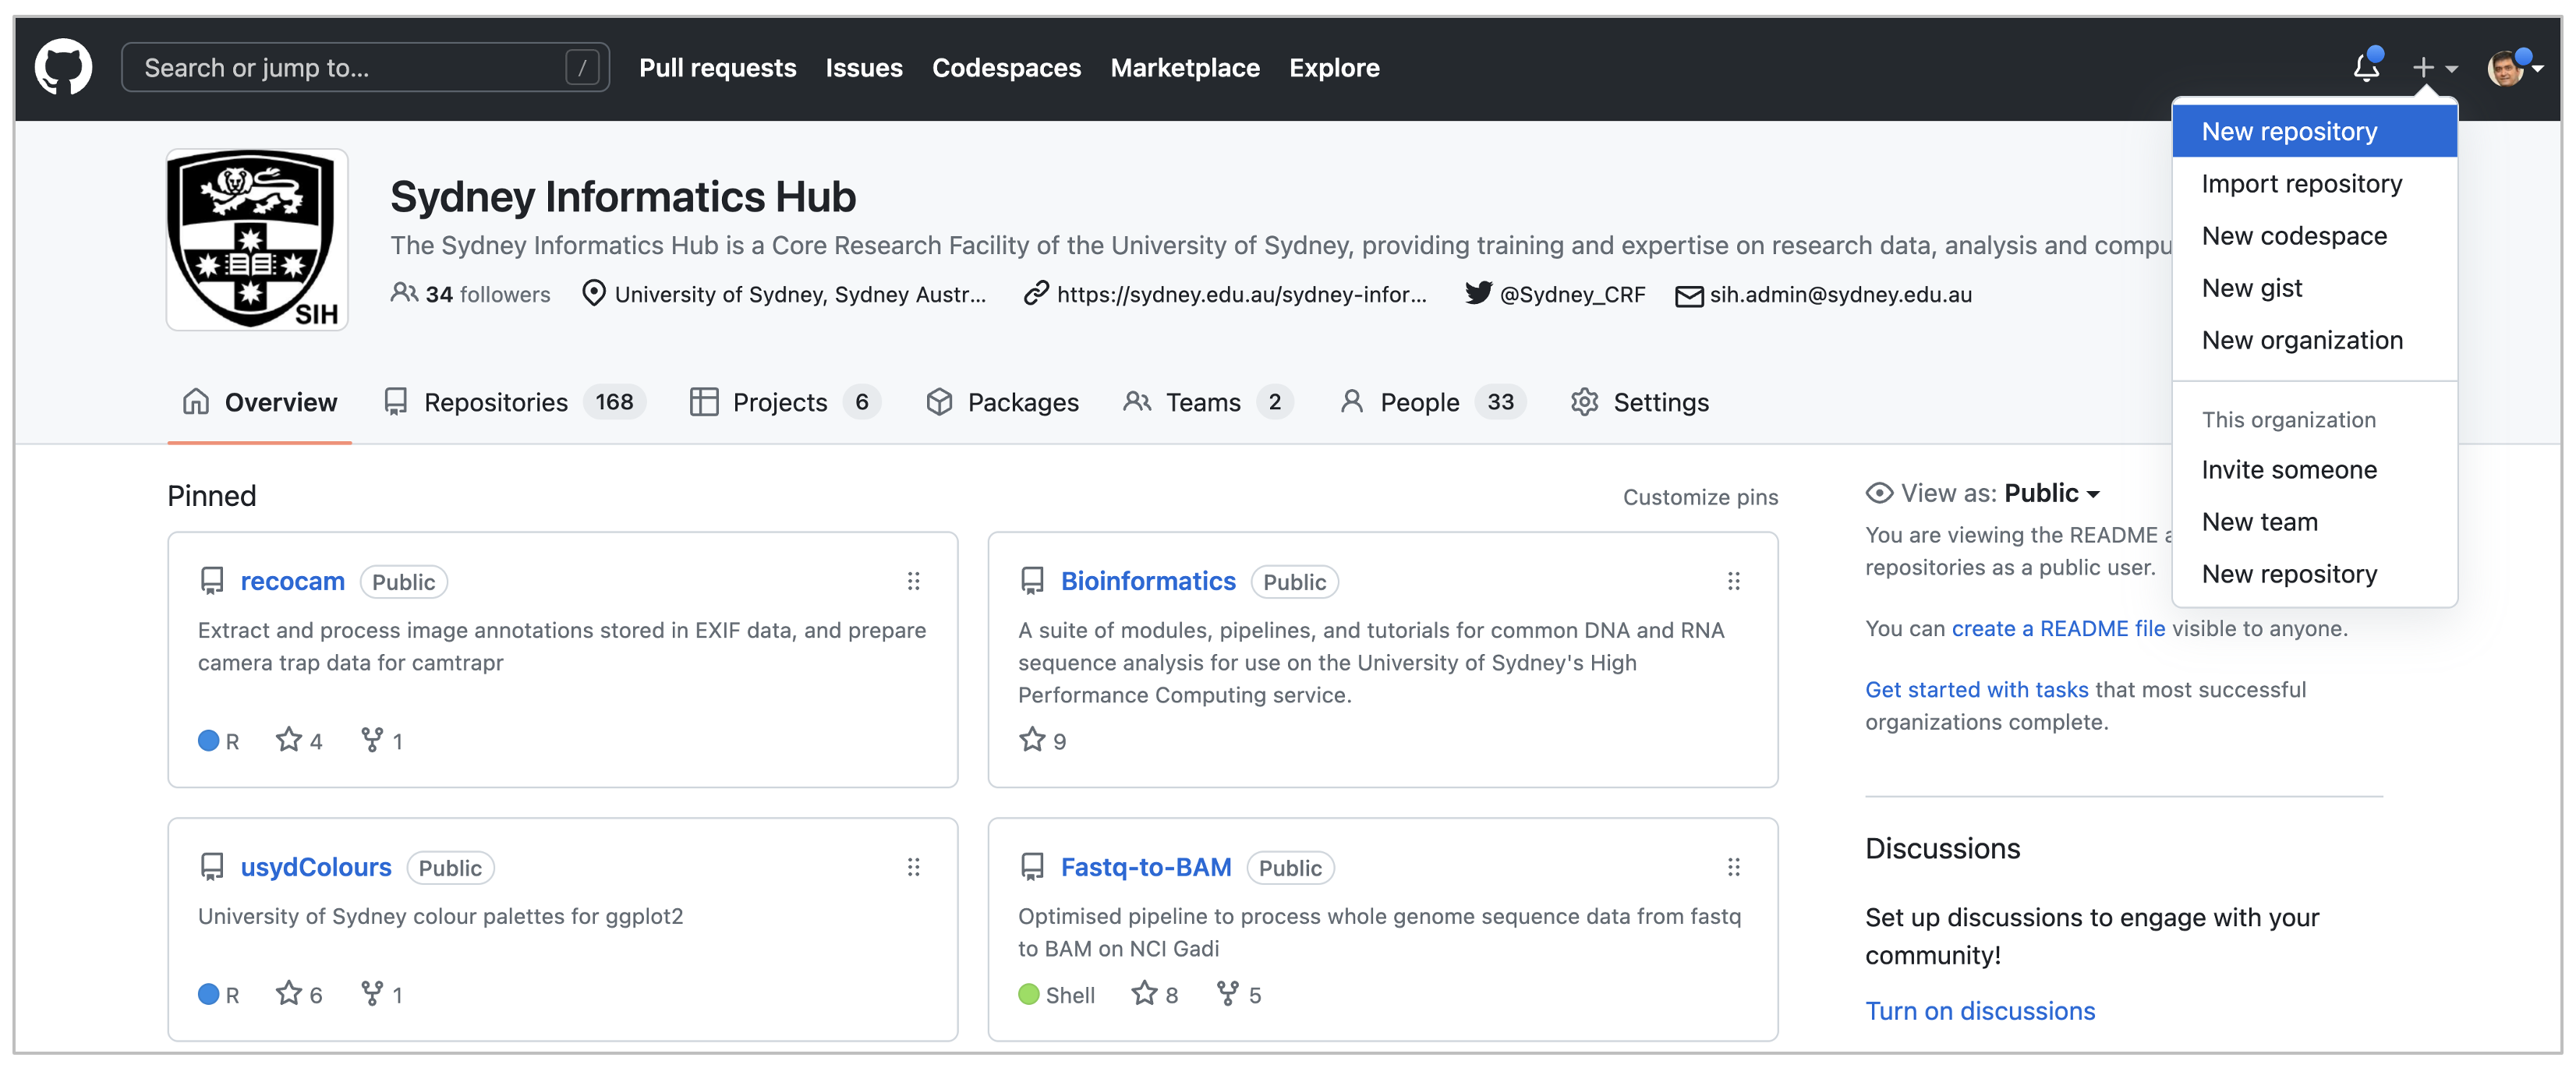 Search or jump to... / Pull requests Issues Codespaces Marketplace Explore
New repository
Import repository
New codespace
New gist
New organization
This organization
Invite someone
New team
New repository
SIH
Sydney Informatics Hub
The Sydney Informatics Hub is a Core Research Facility of the University of Sydney, providing training and expertise on research data, analysis and compu
34 followers University of Sydney, Sydney Austr... https://sydney.edu.au/sydney-infor... @Sydney_CRF sih.admin@sydney.edu.au
Overview Repositories 168 Projects 6 Packages Teams 2 People 33 Settings
Pinned Customize pins
recocam Public
Extract and process image annotations stored in EXIF data, and prepare
camera trap data for camtrapr
R 4 1
Bioinformatics Public
A suite of modules, pipelines, and tutorials for common DNA and RNA
sequence analysis for use on the University of Sydney's High
Performance Computing service.
9
usydColours Public
University of Sydney colour palettes for ggplot2
R 6 1
Fastq-to-BAM Public
Optimised pipeline to process whole genome sequence data from fastq
to BAM on NCI Gadi
Shell 8 5
View as: Public
You are viewing the README a
repositories as a public user.
You can create a README file visible to anyone.
Get started with tasks that most successful
organizations complete.
Discussions
Set up discussions to engage with your
community!
Turn on discussions